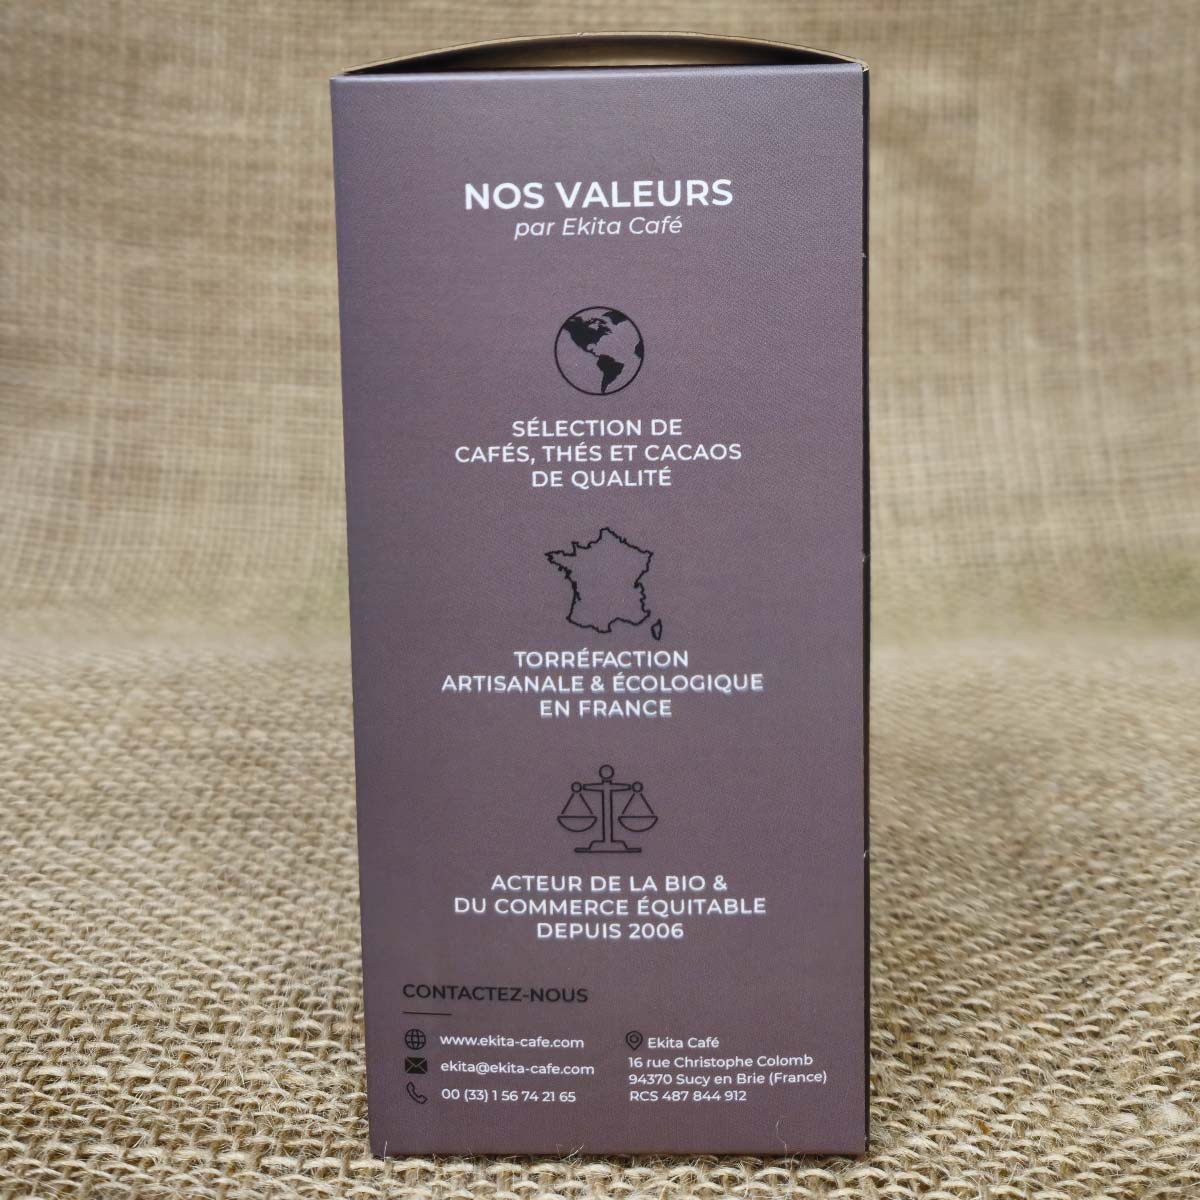 NOS VALEURS
par Ekita Café
SÉLECTION DE
CAFÉS, THÉS ET CACAOS
DE QUALITÉ
TORRÉFACTION
ARTISANALE & ÉCOLOGIQUE
EN FRANCE
ACTEUR DE LA BIO &
DU COMMERCE ÉQUITABLE
DEPUIS 2006
CONTACTEZ-NOUS
www.ekita-cafe.com
ekita@ekita-cafe.com
00 (33) 1 56 74 21 65
Ekita Café
16 rue Christophe Colomb
94370 Sucy en Brie (France)
RCS 487 844 912